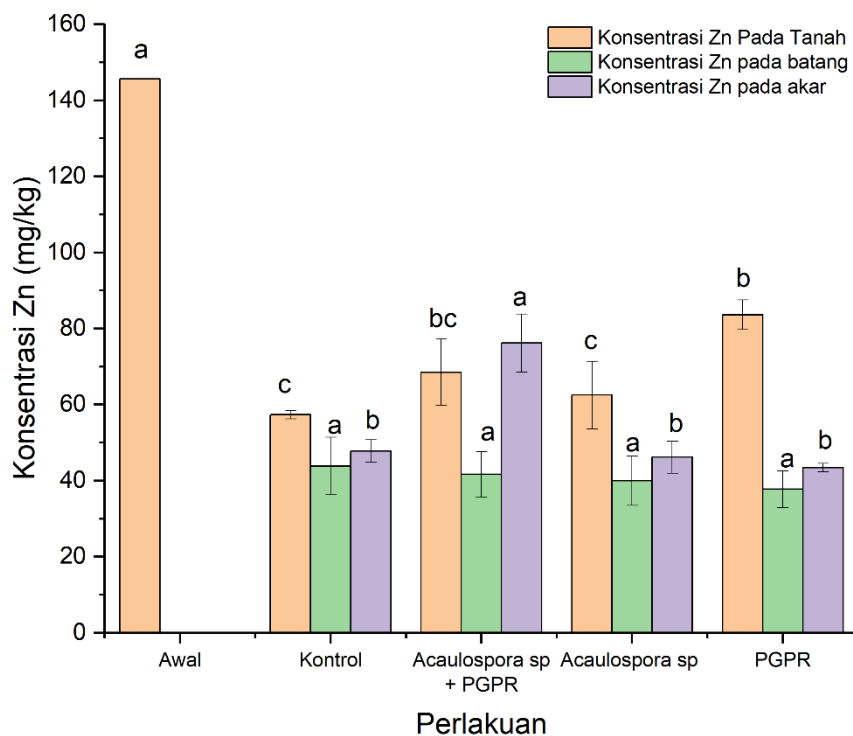 Konsentrasi Zn (mg/kg)
160
140
120
100
80
60
40
20
0
Konsentrasi Zn Pada Tanah
Konsentrasi Zn pada batang
Konsentrasi Zn pada akar
a
c
a
b
bc
a
a
c
a
b
b
a
b
Awal
Kontrol
Acaulospora sp
+ PGPR
Acaulospora sp
PGPR
Perlakuan